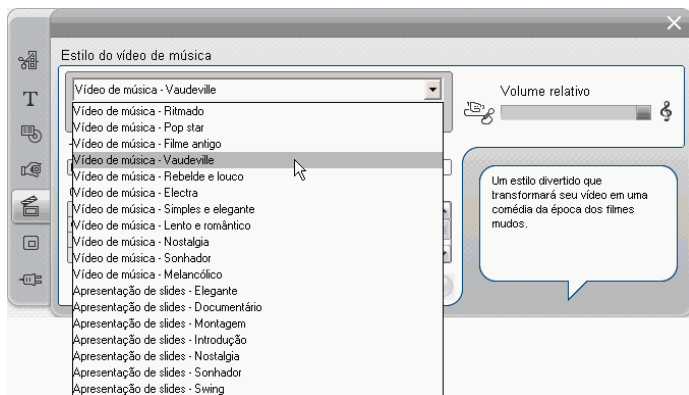 Estilo do vídeo de música
T
Vídeo de música - Vaudeville
Vídeo de música - Ritmado
Vídeo de música - Pop star
Vídeo de música - Filme antigo
Vídeo de música - Vaudeville
Vídeo de música - Rebelde e louco
Vídeo de música - Electra
Vídeo de música - Simples e elegante
Vídeo de música - Lento e romântico
Vídeo de música - Nostalgia
Vídeo de música - Sonhador
Vídeo de música - Melancólico
Apresentação de slides - Elegante
Apresentação de slides - Documentário
Apresentação de slides - Montagem
Apresentação de slides - Introdução
Apresentação de slides - Nostalgia
Apresentação de slides - Sonhador
Apresentação de slides - Swing
Volume relativo
Um estilo divertido que
transformará seu vídeo em uma
comédia da época dos filmes
mudos.